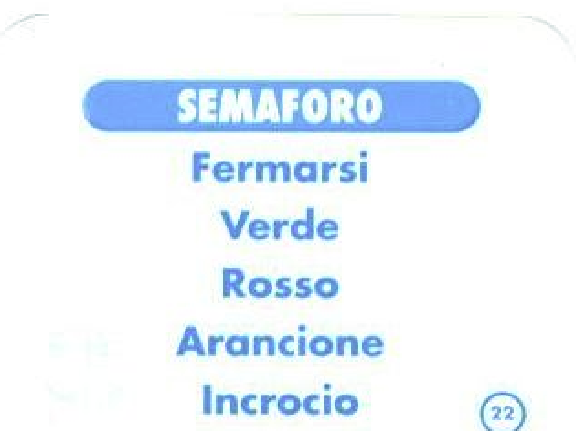 SEMAFORO
Fermarsi
Verde
Rosso
Arancione
Incrocio
22